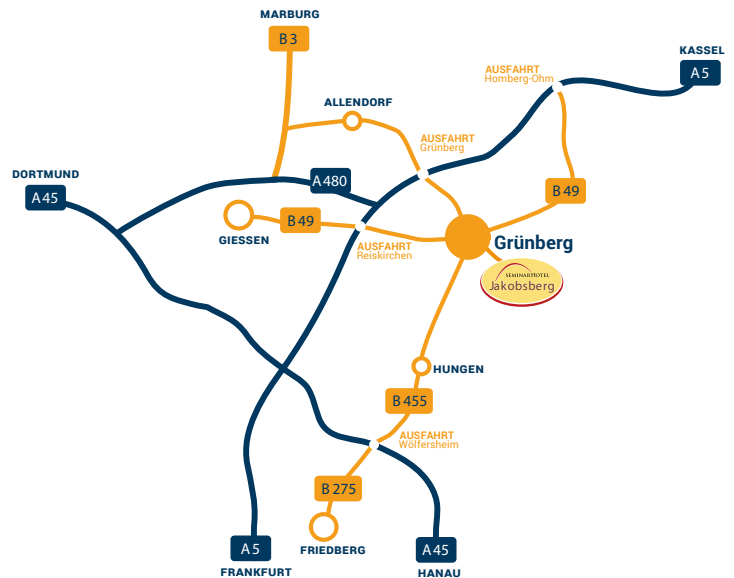 MARBURG
B 3
KASSEL
A 5
AUSFAHRT
Homberg-Ohm
ALLENDORF
AUSFAHRT
Grünberg
DORTMUND
A 45
A 480
B 49
B 49
GIESSEN
AUSFAHRT
Reiskirchen
Grünberg
SEMINARHOTEL
Jakobsberg
HUNGEN
B 455
AUSFAHRT
Wölfersheim
B 275
FRIEDBERG
A 5
FRANKFURT
A 45
HANAU